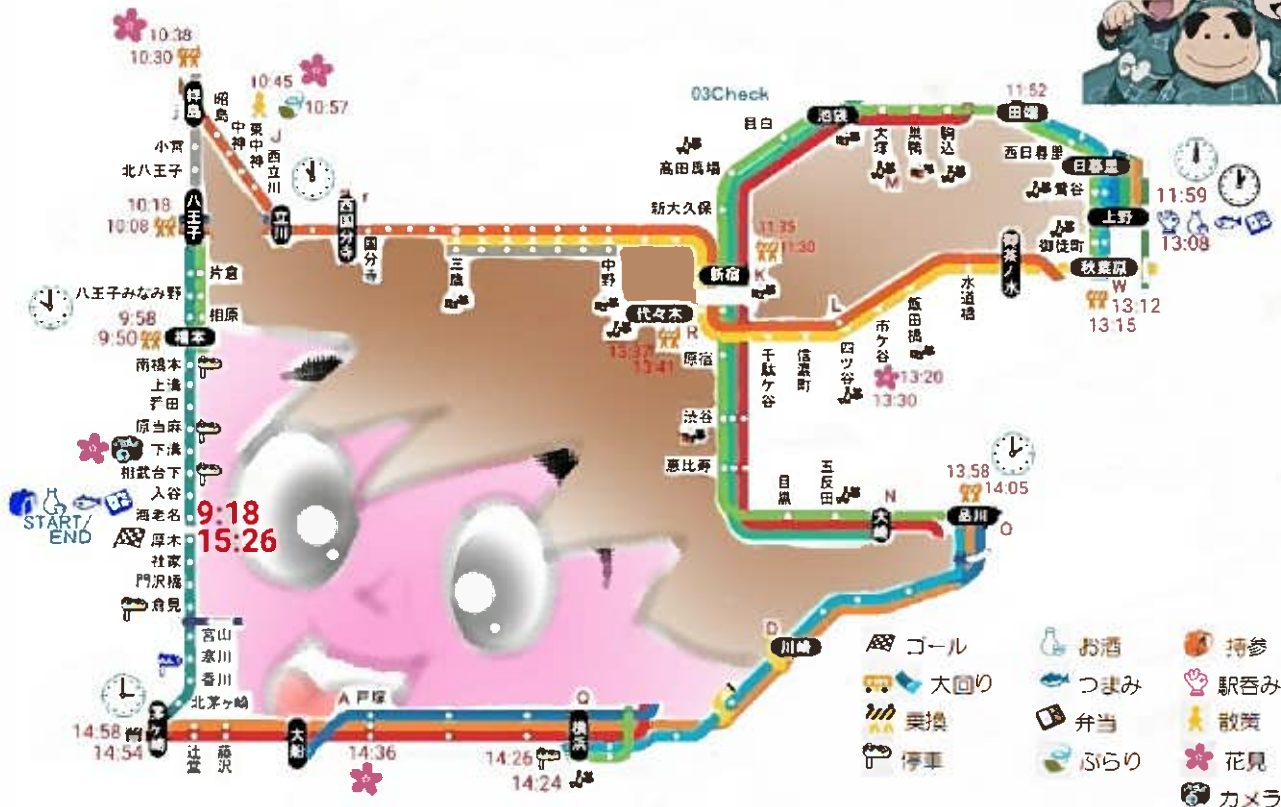 10:38
10:30
拝島
昭島
中神
東中神
西立川
J
10:45
10:57
小宮
北八王子
10:18
10:08
八王子
立川
西国分寺
国分寺
三鷹
中野
片倉
八王子みなみ野
相原
9:58
9:50
橋本
南橋本
上溝
原当麻
下溝
相武台下
入谷
海老名
9:18
START/
END
厚木
15:26
社家
門沢橋
倉見
宮山
寒川
香川
北茅ヶ崎
14:58
14:54
茅ヶ崎
辻堂
藤沢
大船
A
戸塚
14:36
Q
横浜
14:26
14:24
D
川崎
03Check
目白
池袋
大塚
巣鴨
駒込
M
11:52
田端
西日暮里
日暮里
高田馬場
鶯谷
新大久保
11:59
上野
13:08
御徒町
秋葉原
W
13:12
13:15
11:35
11:30
新宿
K
代々木
R
13:37
13:41
原宿
L
千駄ケ谷
信濃町
四ツ谷
市ケ谷
飯田橋
水道橋
御茶ノ水
13:20
13:30
渋谷
恵比寿
目黒
五反田
N
大崎
13:58
14:05
品川
O
ゴール
お酒
持参
大回り
つまみ
駅呑み
乗換
弁当
散策
停車
ぶらり
花見
カメラ